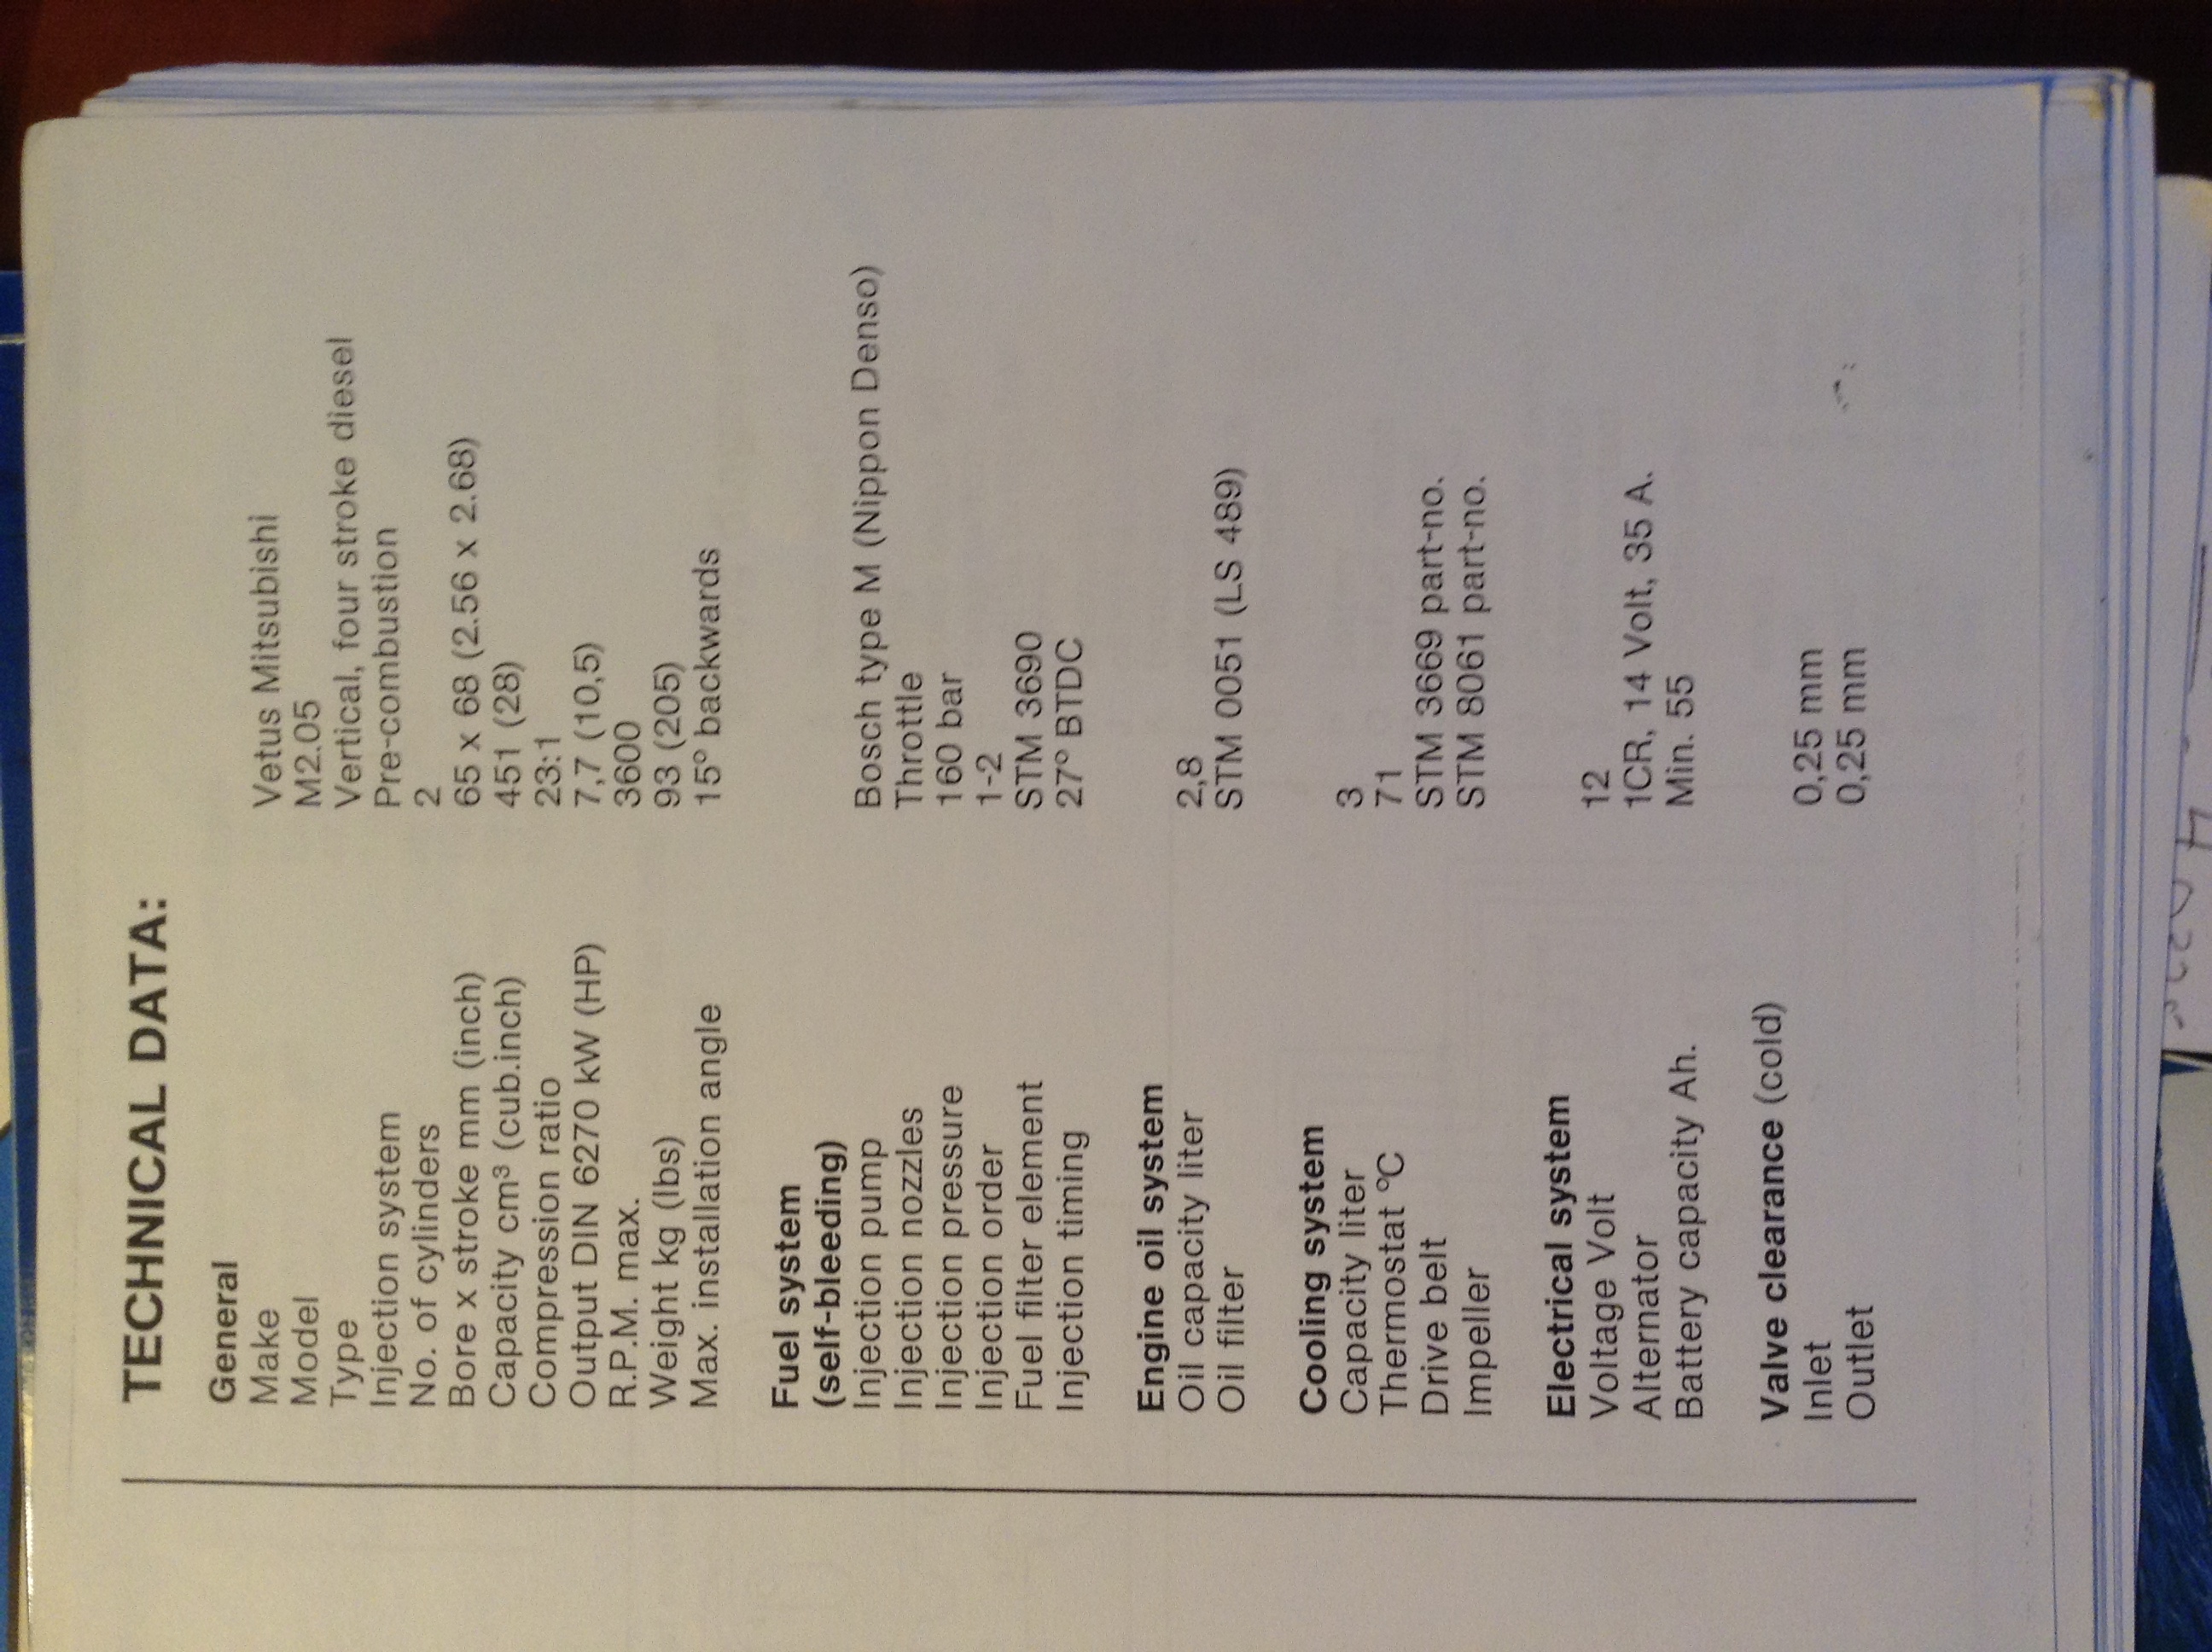 TECHNICAL DATA:
General
Make Vetus Mitsubishi
Model M2.05
Type Vertical, four stroke diesel
Injection system Pre-combustion
No. of cylinders 2
Bore x stroke mm (inch) 65 x 68 (2.56 x 2.68)
Capacity cm³ (cub.inch) 451 (28)
Compression ratio 23:1
Output DIN 6270 kW (HP) 7,7 (10,5)
R.P.M. max. 3600
Weight kg (lbs) 93 (205)
Max. installation angle 15º backwards
Fuel system
(self-bleeding)
Injection pump Bosch type M (Nippon Denso)
Injection nozzles Throttle
Injection pressure 160 bar
Injection order 1-2
Fuel filter element STM 3690
Injection timing 27º BTDC
Engine oil system
Oil capacity liter 2,8
Oil filter STM 0051 (LS 489)
Cooling system
Capacity liter 3
Thermostat ºC 71
Drive belt STM 3669 part-no.
Impeller STM 8061 part-no.
Electrical system
Voltage Volt 12
Alternator 1CR, 14 Volt, 35 A.
Battery capacity Ah. Min. 55
Valve clearance (cold)
Inlet 0,25 mm
Outlet 0,25 mm